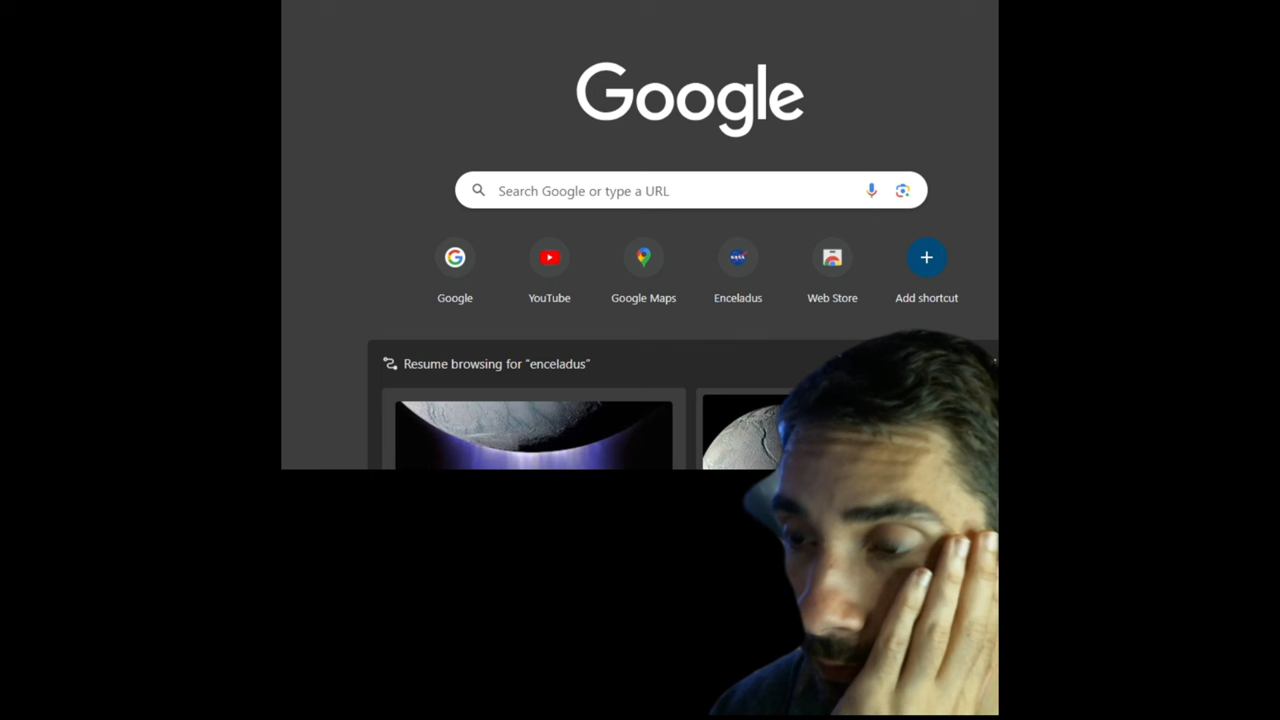 Google
Search Google or type a URL
Google
YouTube
Google Maps
Enceladus
Web Store
Add shortcut
Resume browsing for “enceladus”